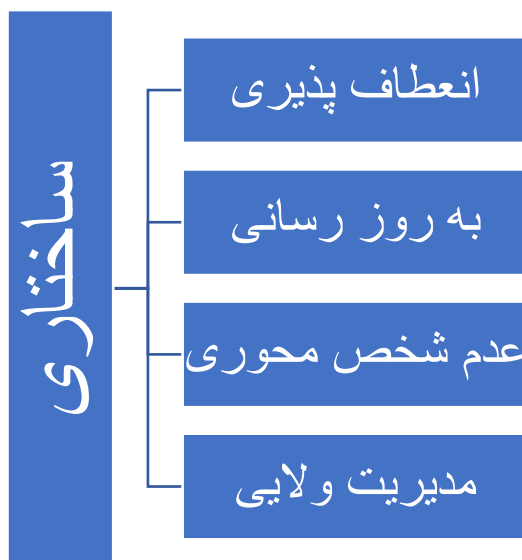 ساختاری
انعطاف پذیری
به روز رسانی
عدم شخص محوری
مدیریت ولایی